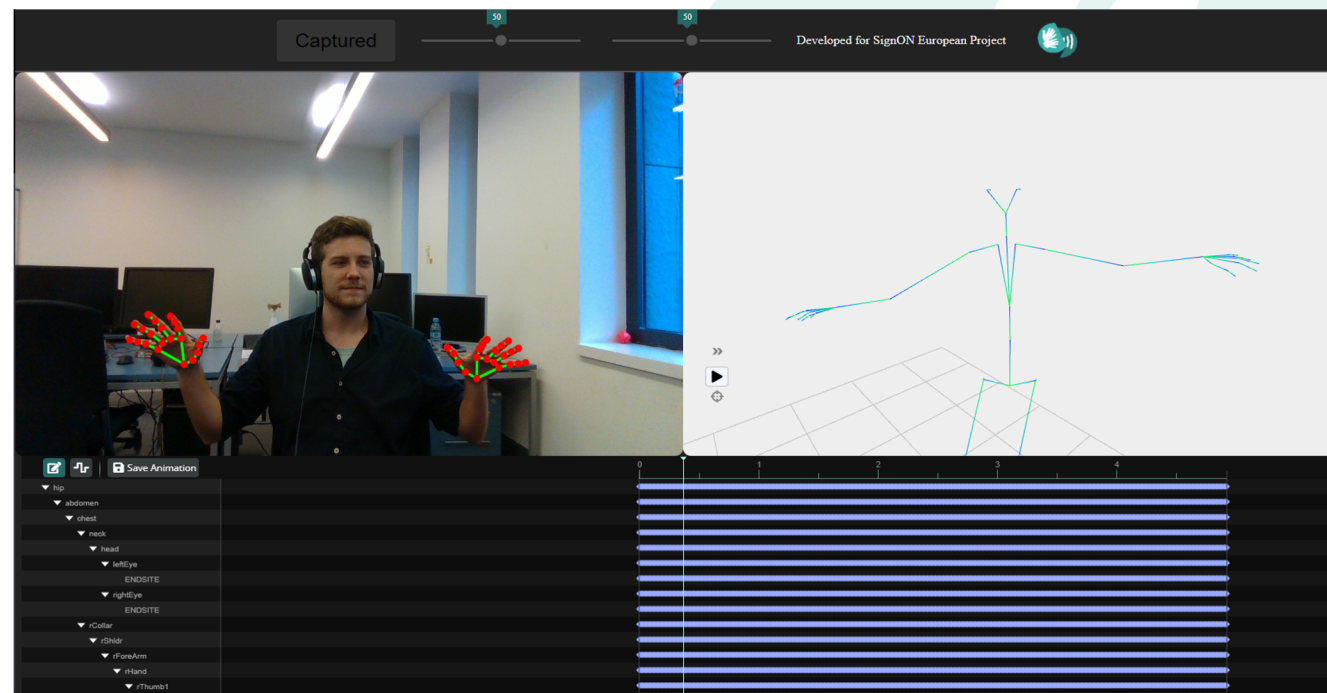 50
50
Captured
Developed for SignON European Project
Save Animation
0 1 2 3 4
hip
abdomen
chest
neck
head
leftEye
ENDSITE
rightEye
ENDSITE
rCollar
rShldr
rForeArm
rHand
rThumb1